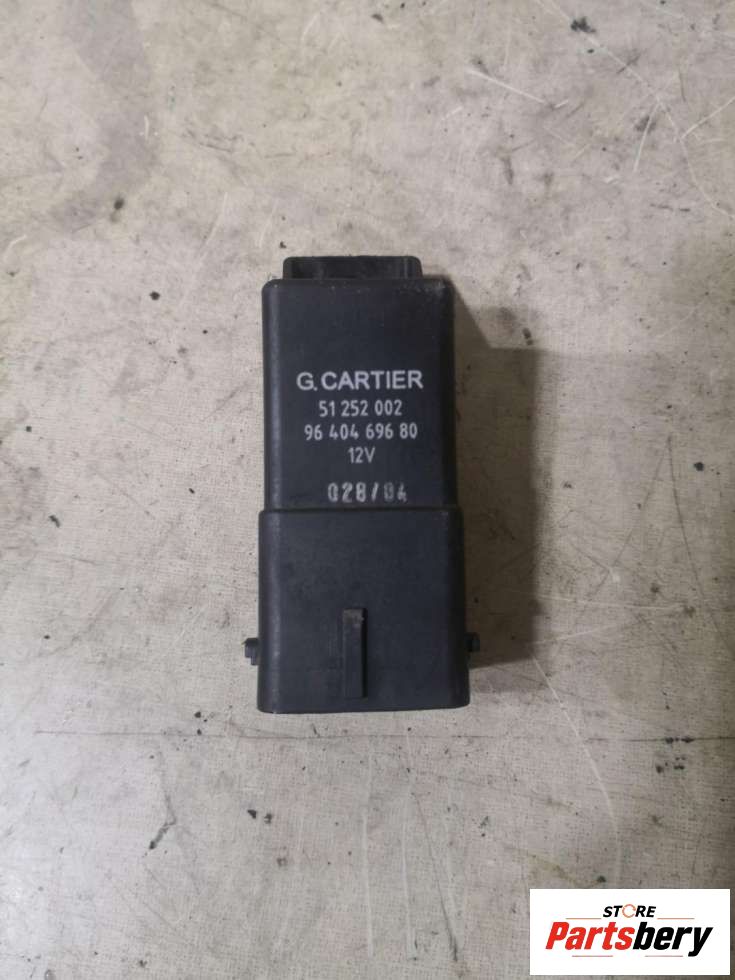 G. CARTIER
51 252 002
96 404 696 80
12V
028/04
STORE
Partsbery